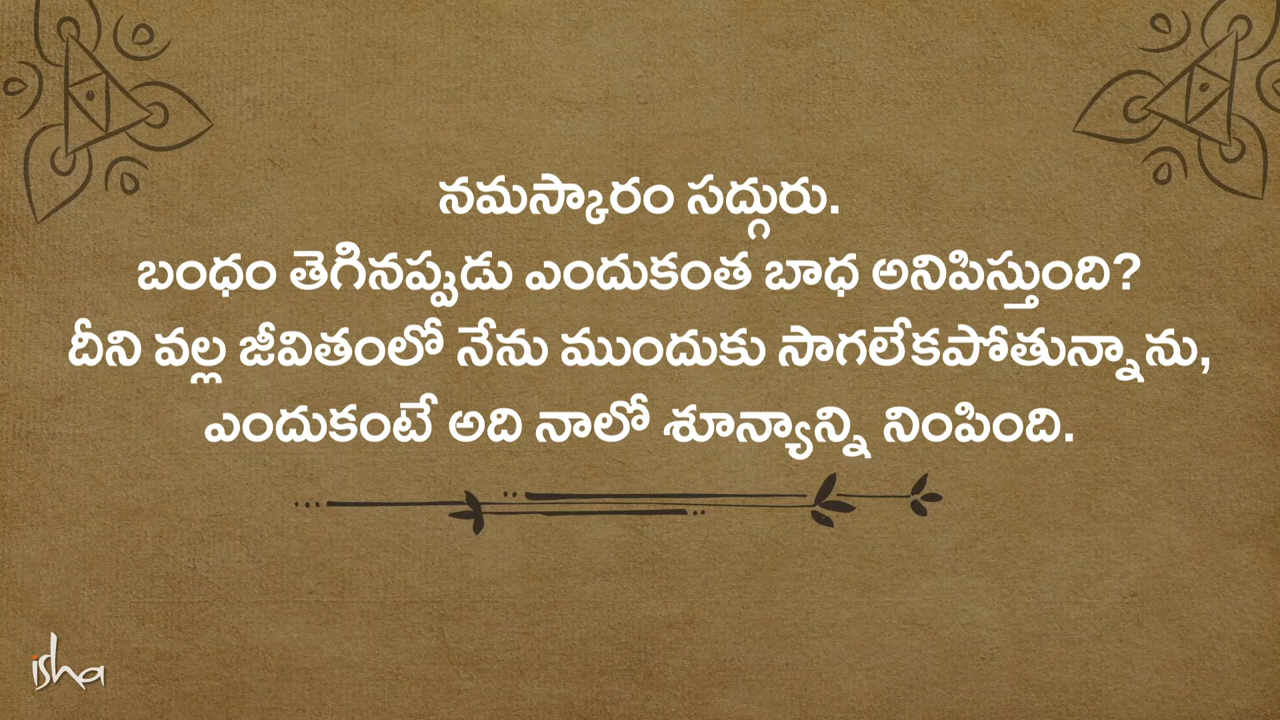 నమస్కారం సద్గురు.
బంధం తెగినప్పుడు ఎందుకంత బాధ అనిపిస్తుంది?
దీని వల్ల జీవితంలో నేను ముందుకు సాగలేకపోతున్నాను,
ఎందుకంటే అది నాలో శూన్యాన్ని నింపింది.
isha